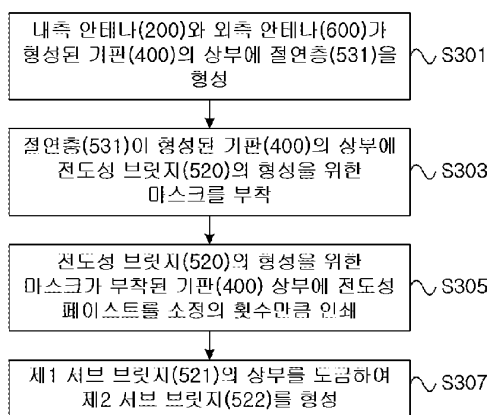 내측 안테나(200)와 외측 안테나(600)가
형성된 기판(400)의 상부에 절연층(531)을
형성
S301
절연층(531)이 형성된 기판(400)의 상부에
전도성 브릿지(520)의 형성을 위한
마스크를 부착
S303
전도성 브릿지(520)의 형성을 위한
마스크가 부착된 기판(400) 상부에 전도성
페이스트를 소정의 횟수만큼 인쇄
S305
제1 서브 브릿지(521)의 상부를 도금하여
제2 서브 브릿지(522)를 형성
S307